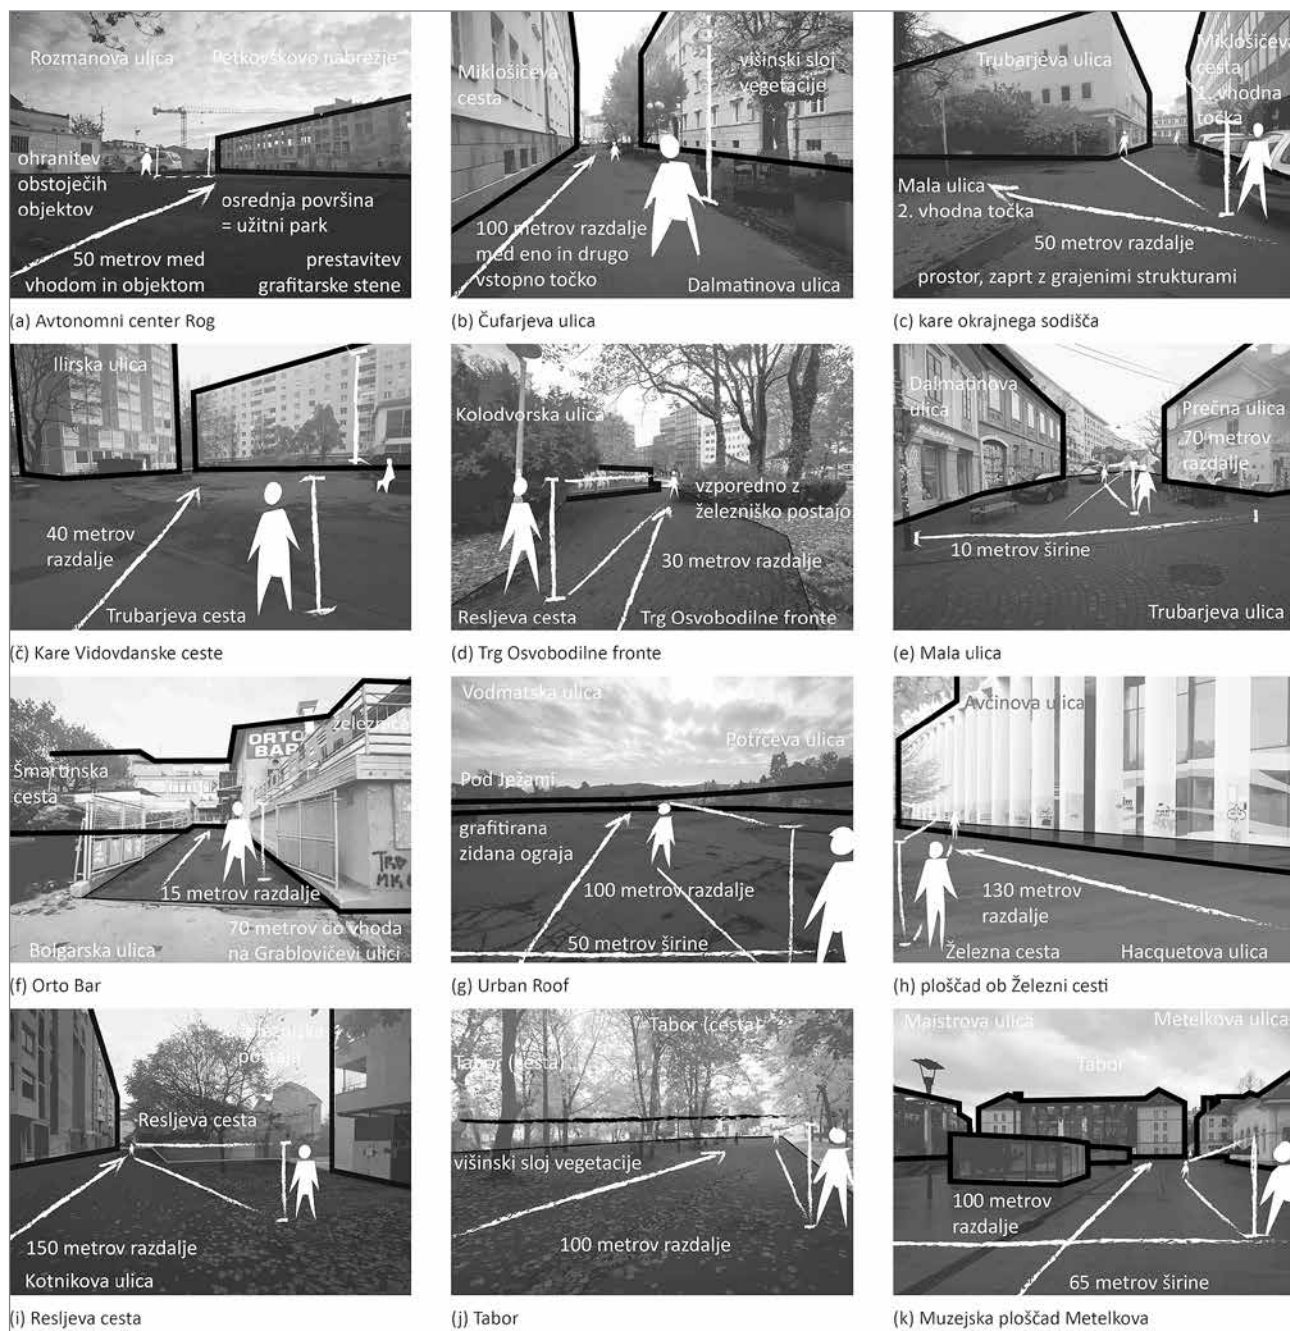 Rozmanova ulica
Petkovškovo nabrežje
ohranitev
obstoječih
objektov
osrednja površina
= užitni park
50 metrov med
vhodom in objektom
prestavitev
grafitarske stene
(a) Avtonomni center Rog
Miklošičeva
cesta
višinski sloj
vegetacije
100 metrov razdalje
med eno in drugo
vstopno točko
Dalmatinova ulica
(b) Čufarjeva ulica
Trubarjeva ulica
Miklošičeva
cesta
1. vhodna
točka
Mala ulica
2. vhodna točka
50 metrov razdalje
prostor, zaprt z grajenimi strukturami
(c) kare okrajnega sodišča
Ilirska ulica
40 metrov
razdalje
Trubarjeva cesta
(č) Kare Vidovdanske ceste
Kolodvorska ulica
vzporedno z
železniško postajo
30 metrov razdalje
Resljeva cesta
Trg Osvobodilne fronte
(d) Trg Osvobodilne fronte
Dalmatinova
ulica
Prečna ulica
70 metrov
razdalje
10 metrov širine
Trubarjeva ulica
(e) Mala ulica
železnica
ORTO
BAR
Šmartinska
cesta
15 metrov razdalje
Bolgarska ulica
70 metrov do vhoda
na Grablovičevi ulici
(f) Orto Bar
Vodmatska ulica
Potrčeva ulica
Pod Ježami
grafitirana
zidana ograja
100 metrov razdalje
50 metrov širine
(g) Urban Roof
Avčinova ulica
130 metrov
razdalje
Železna cesta
Hacquetova ulica
(h) ploščad ob Železni cesti
postaja
Resljeva cesta
150 metrov razdalje
Kotnikova ulica
(i) Resljeva cesta
Tabor (cesta)
Tabor (cesta)
višinski sloj vegetacije
100 metrov razdalje
(j) Tabor
Maistrova ulica
Metelkova ulica
Tabor
100 metrov
razdalje
65 metrov širine
(k) Muzejska ploščad Metelkova